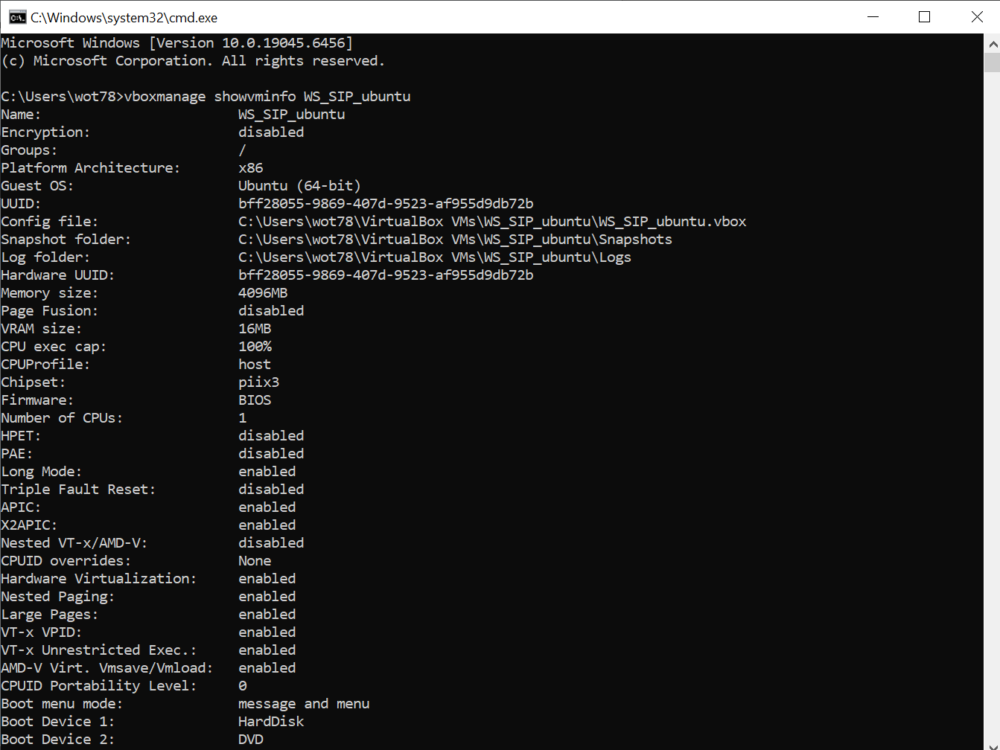 C:\Windows\system32\cmd.exe
Microsoft Windows [Version 10.0.19045.6456]
(c) Microsoft Corporation. All rights reserved.
C:\Users\wot78>vboxmanage showvminfo WS_SIP_ubuntu
Name: WS_SIP_ubuntu
Encryption: disabled
Groups: /
Platform Architecture: x86
Guest OS: Ubuntu (64-bit)
UUID: bff28055-9869-407d-9523-af955d9db72b
Config file: C:\Users\wot78\VirtualBox VMs\WS_SIP_ubuntu\WS_SIP_ubuntu.vbox
Snapshot folder: C:\Users\wot78\VirtualBox VMs\WS_SIP_ubuntu\Snapshots
Log folder: C:\Users\wot78\VirtualBox VMs\WS_SIP_ubuntu\Logs
Hardware UUID: bff28055-9869-407d-9523-af955d9db72b
Memory size: 4096MB
Page Fusion: disabled
VRAM size: 16MB
CPU exec cap: 100%
CPUProfile: host
Chipset: piix3
Firmware: BIOS
Number of CPUs: 1
HPET: disabled
PAE: disabled
Long Mode: enabled
Triple Fault Reset: disabled
APIC: enabled
X2APIC: enabled
Nested VT-x/AMD-V: disabled
CPUID overrides: None
Hardware Virtualization: enabled
Nested Paging: enabled
Large Pages: enabled
VT-x VPID: enabled
VT-x Unrestricted Exec.: enabled
AMD-V Virt. Vmsave/Vmload: enabled
CPUID Portability Level: 0
Boot menu mode: message and menu
Boot Device 1: HardDisk
Boot Device 2: DVD